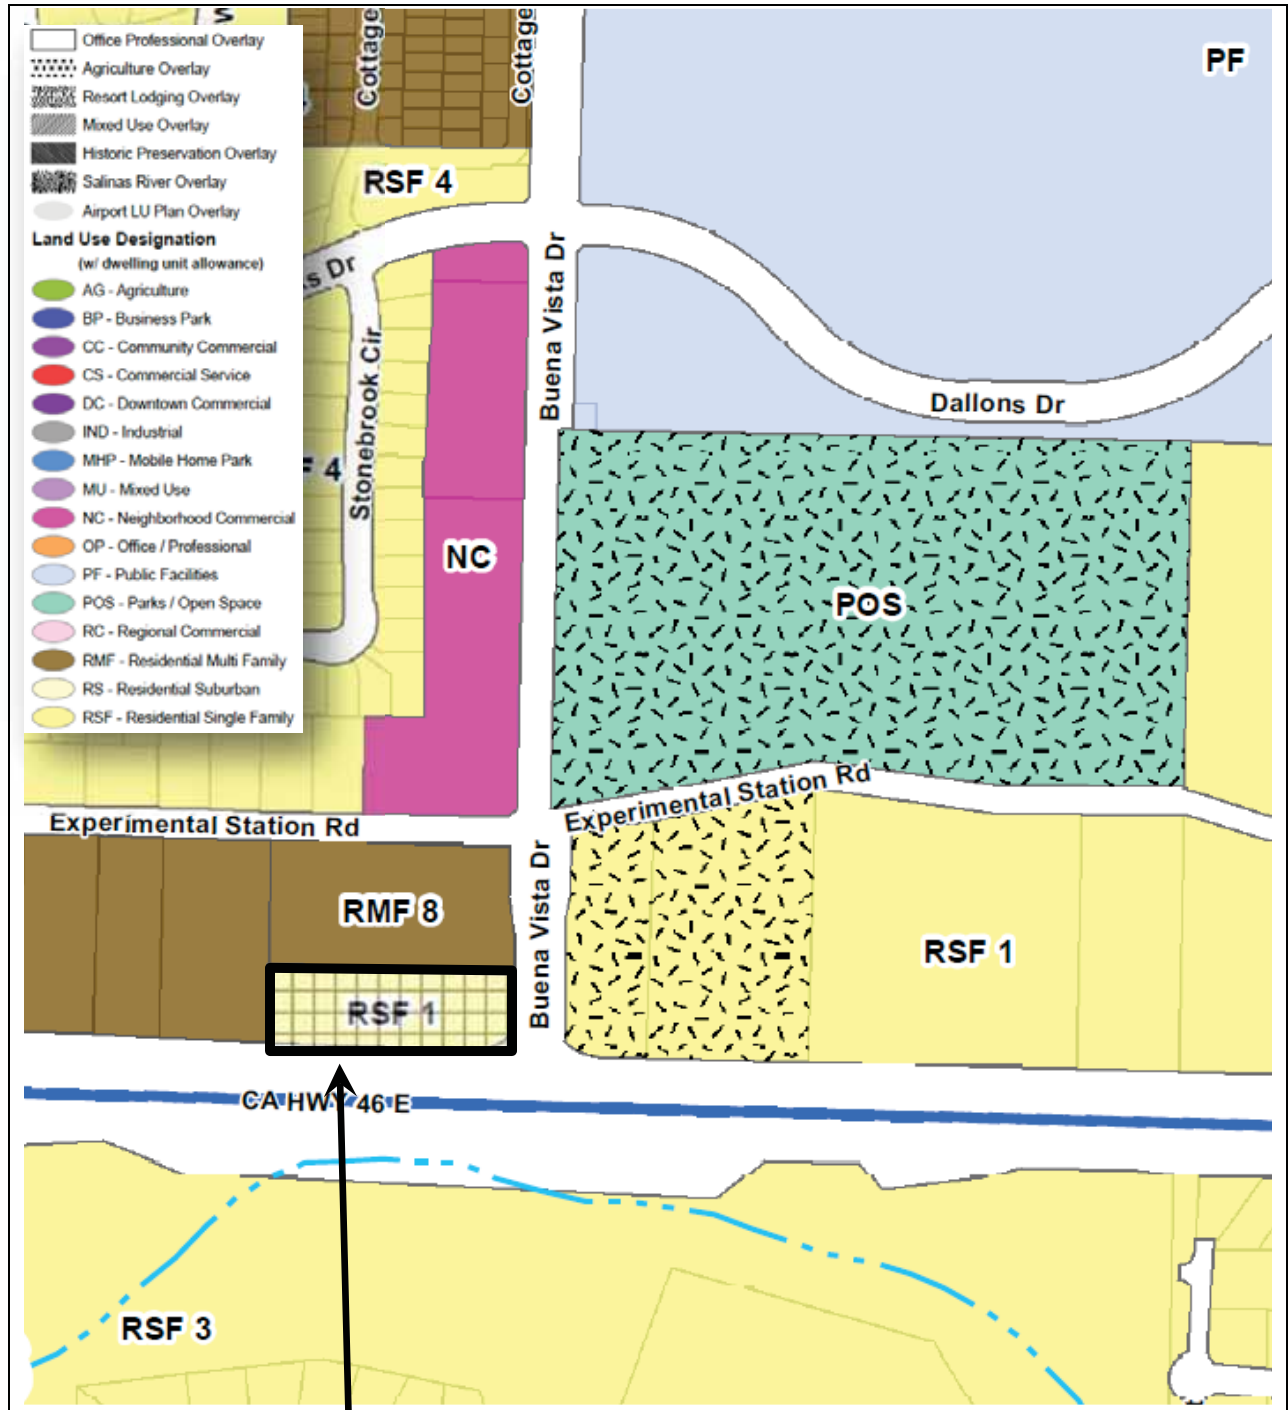 Office Professional Overlay
Agriculture Overlay
Resort Lodging Overlay
Mixed Use Overlay
Historic Preservation Overlay
Salinas River Overlay
Airport LU Plan Overlay
Land Use Designation
(w/ dwelling unit allowance)
AG - Agriculture
BP - Business Park
CC - Community Commercial
CS - Commercial Service
DC - Downtown Commercial
IND - Industrial
MHP - Mobile Home Park
MU - Mixed Use
NC - Neighborhood Commercial
OP - Office / Professional
PF - Public Facilities
POS - Parks / Open Space
RC - Regional Commercial
RMF - Residential Multi Family
RS - Residential Suburban
RSF - Residential Single Family
Cottage
Cottage
PF
RSF 4
s Dr
Buena Vista Dr
Stonebrook Cir
Dallons Dr
4
NC
POS
Experimental Station Rd
Experimental Station Rd
RMF 8
Buena Vista Dr
RSF 1
RSF 1
CA HWY 46 E
RSF 3